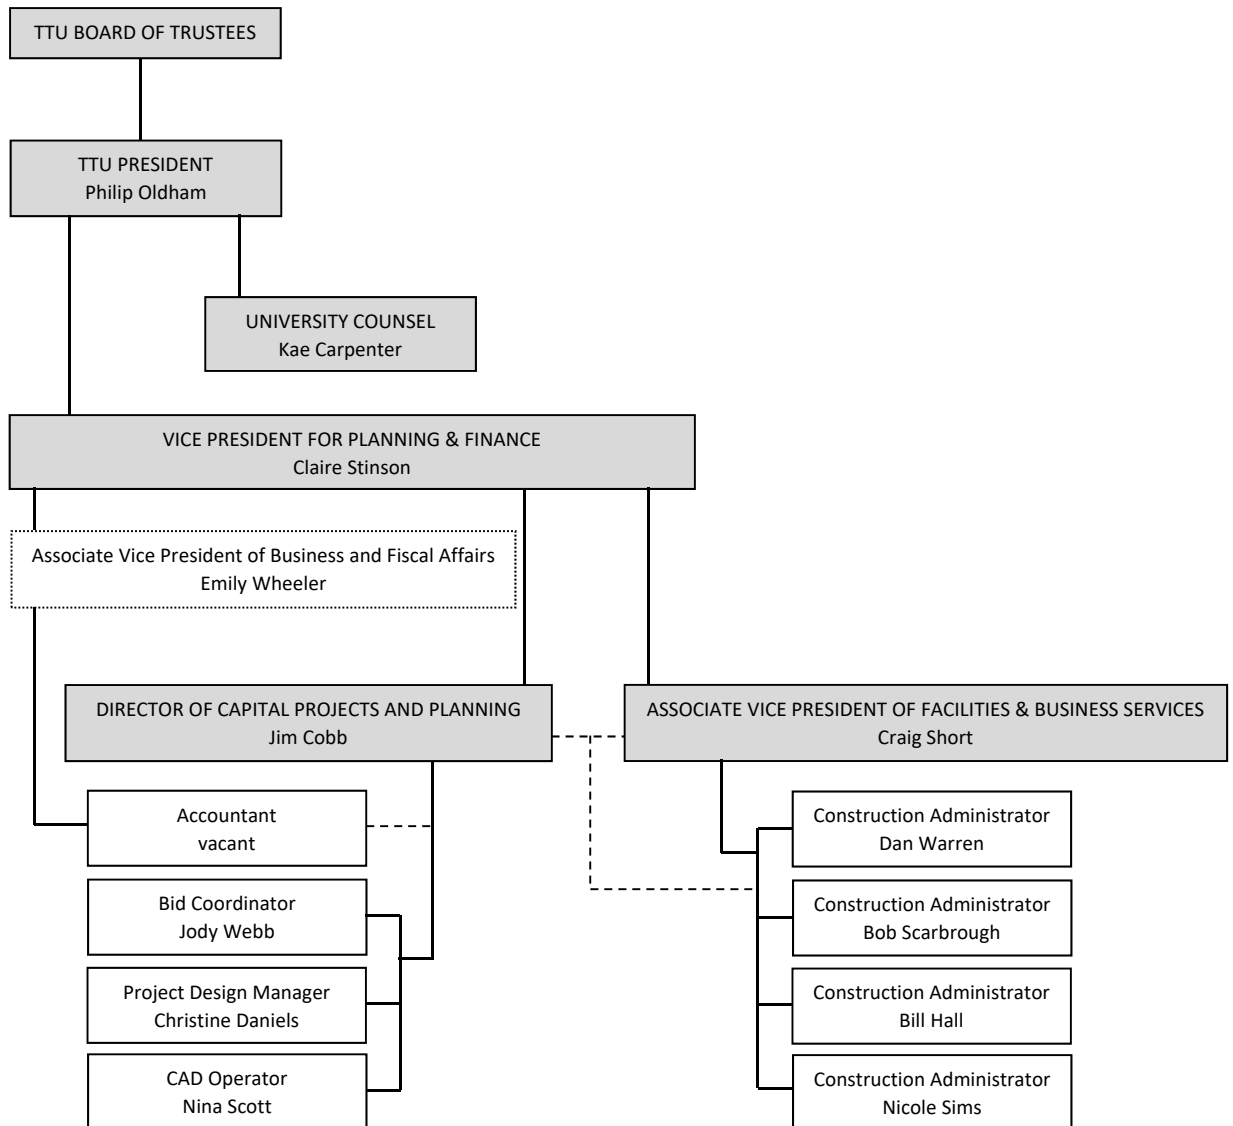 TTU BOARD OF TRUSTEES
TTU PRESIDENT
Philip Oldham
UNIVERSITY COUNSEL
Kae Carpenter
VICE PRESIDENT FOR PLANNING & FINANCE
Claire Stinson
Associate Vice President of Business and Fiscal Affairs
Emily Wheeler
DIRECTOR OF CAPITAL PROJECTS AND PLANNING
Jim Cobb
ASSOCIATE VICE PRESIDENT OF FACILITIES & BUSINESS SERVICES
Craig Short
Accountant
vacant
Bid Coordinator
Jody Webb
Project Design Manager
Christine Daniels
CAD Operator
Nina Scott
Construction Administrator
Dan Warren
Construction Administrator
Bob Scarbrough
Construction Administrator
Bill Hall
Construction Administrator
Nicole Sims